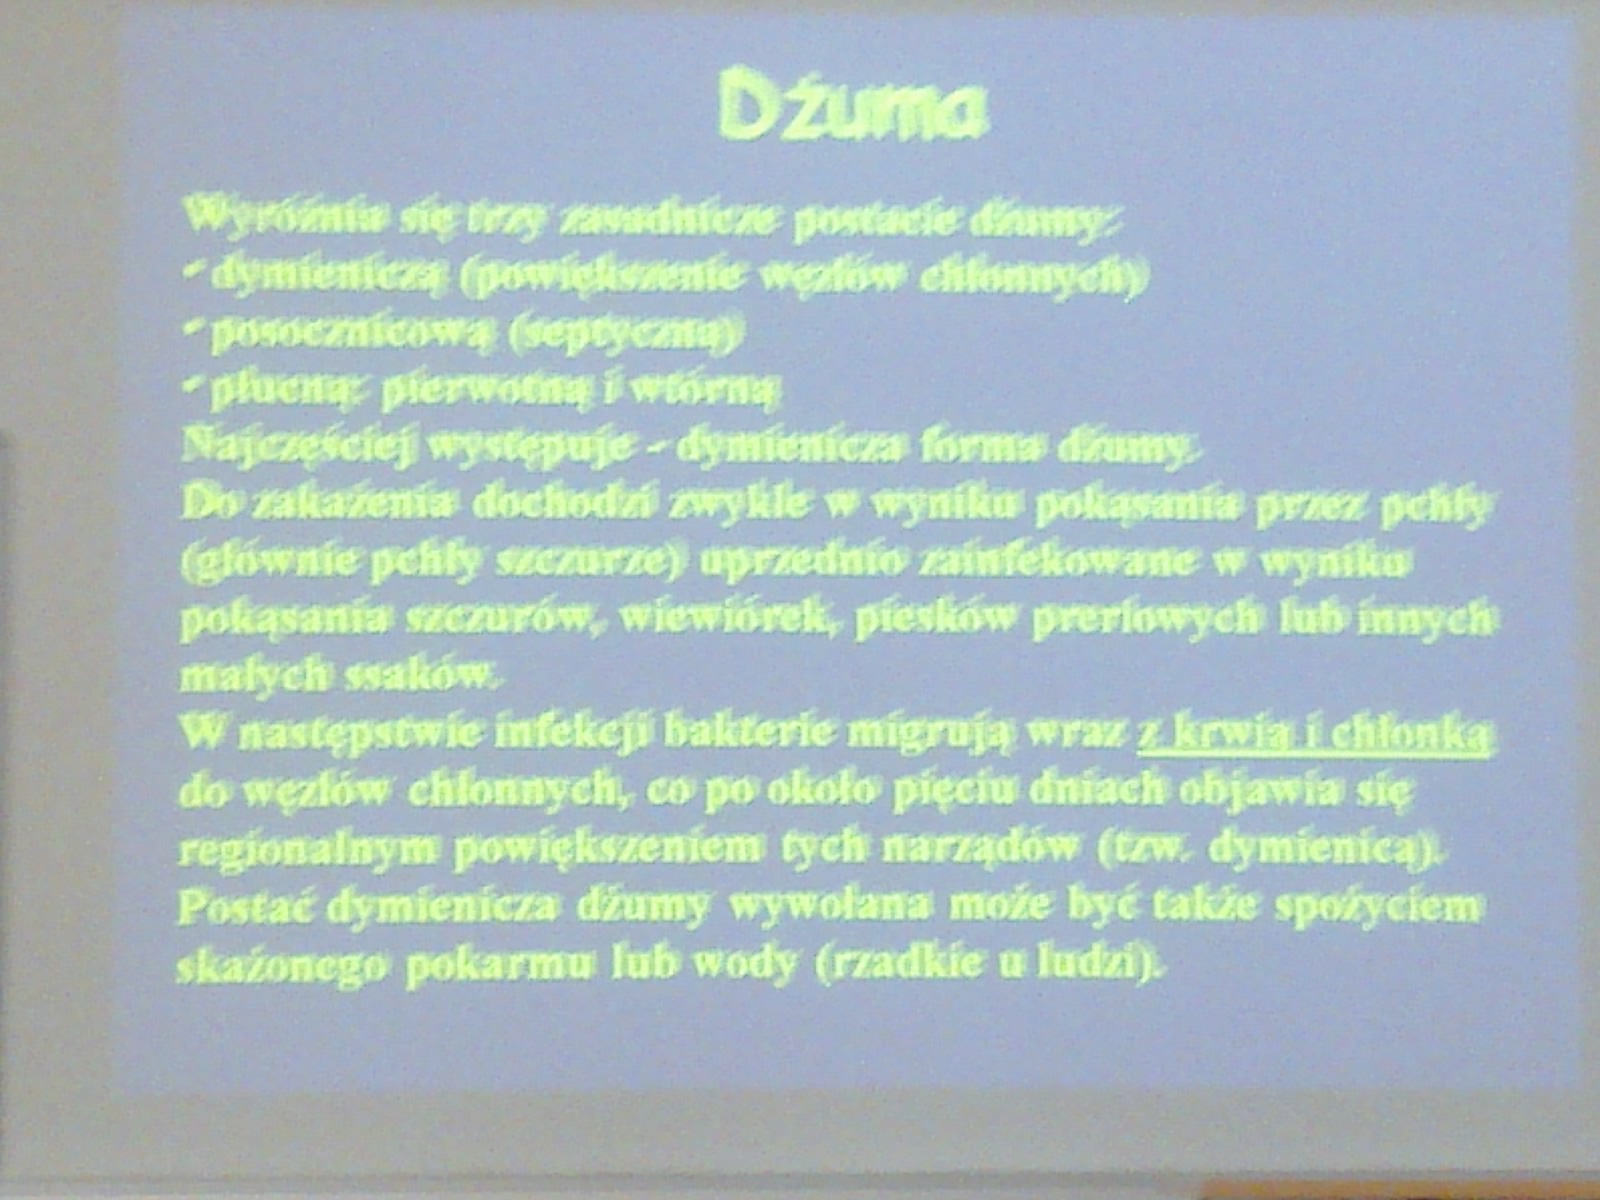 Dżuma
Wyróżnia się trzy zasadnicze postacie dżumy:
- dymieniczą (powiększenie węzłów chłonnych)
- posocznicową (septyczną)
- płucną: pierwotną i wtórną
Najczęściej występuje - dymienicza forma dżumy.
Do zakażenia dochodzi zwykle w wyniku pokąsania przez pchły
(głównie pchły szczurze) uprzednio zainfekowane w wyniku
pokąsania szczurów, wiewiórek, piesków preriowych lub innych
małych ssaków.
W następstwie infekcji bakterie migrują wraz z krwią i chłonką
do węzłów chłonnych, co po około pięciu dniach objawia się
regionalnym powiększeniem tych narządów (tzw. dymienicą).
Postać dymienicza dżumy wywołana może być także spożyciem
skażonego pokarmu lub wody (rzadkie u ludzi).